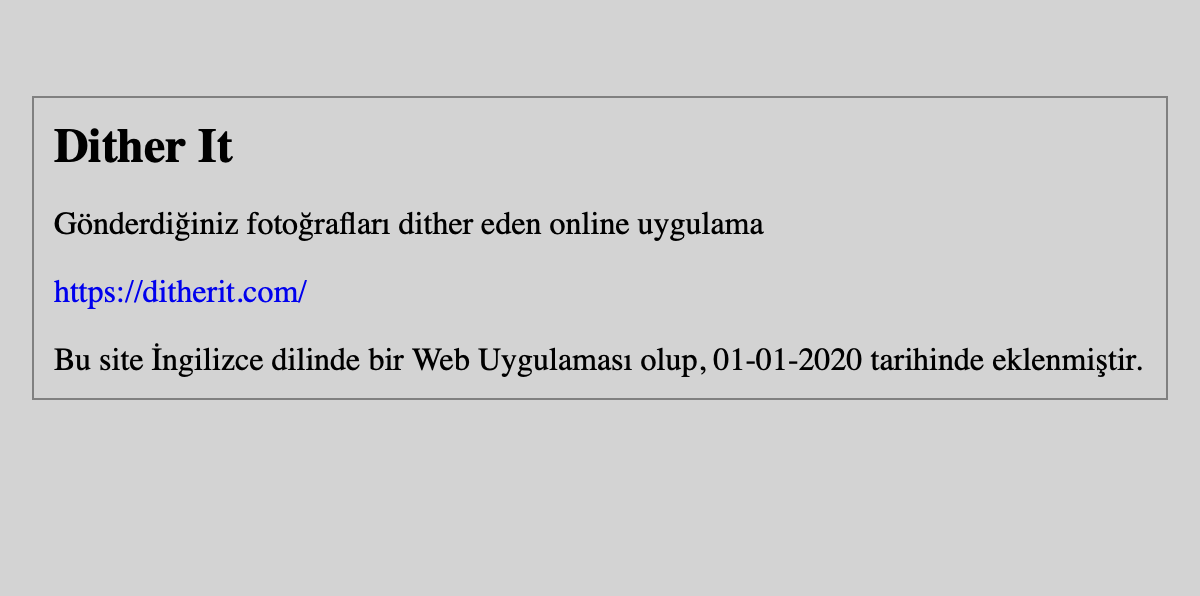 Dither It
Gönderdiğiniz fotoğrafları dither eden online uygulama
https://ditherit.com/
Bu site İngilizce dilinde bir Web Uygulaması olup, 01-01-2020 tarihinde eklenmiştir.